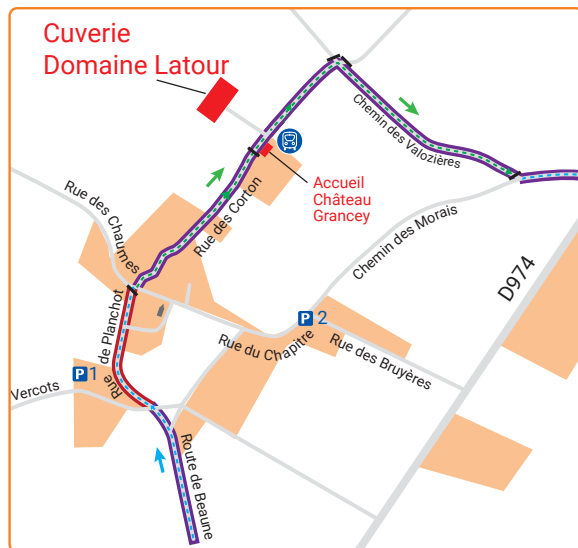 Cuverie
Domaine Latour
Chemin des Valozières
Accueil
Château
Grancey
Rue des Chaumes
Rue des Corton
Chemin des Morais
D974
P 2
Rue du Chapitre
Rue des Bruyères
Rue de Planchot
P 1
Vercots
Route de Beaune